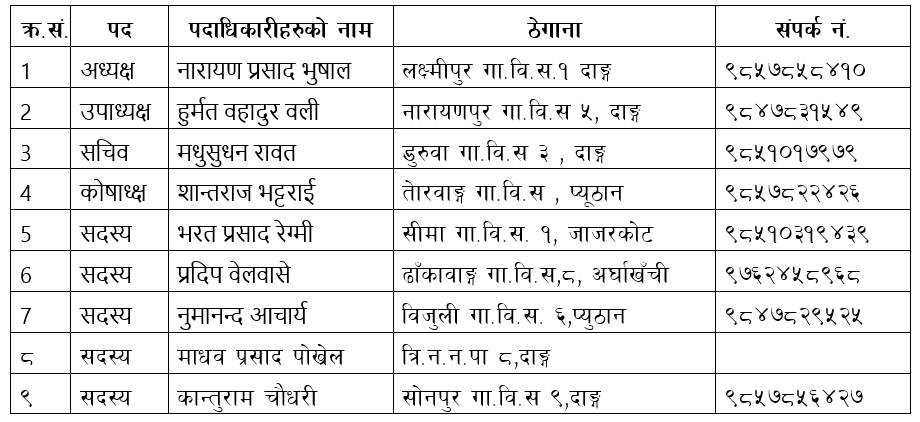 क्र.सं. पद पदाधिकारीहरुको नाम ठेगाना संपर्क नं.
1 अध्यक्ष नारायण प्रसाद भुषाल लक्ष्मीपुर गा.वि.स.१ दाङ्ग ९८५७८५८४१०
2 उपाध्यक्ष हुर्मत वहादुर वली नारायणपुर गा.वि.स ५, दाङ्ग ९८४७८३१५४९
3 सचिव मधुसुधन रावत डुरुवा गा.वि.स ३ , दाङ्ग ९८५१०१७९७९
4 कोषाध्क्ष शान्तराज भट्टराई तोरवाङ्ग गा.वि.स , प्यूठान ९८५७८२२४२६
5 सदस्य भरत प्रसाद रेग्मी सीमा गा.वि.स. १, जाजरकोट ९८५१०३१९४३९
6 सदस्य प्रदिप वेलवासे ढाँकावाङ्ग गा.वि.स,८, अर्घाखँची ९७६२४५८९६८
7 सदस्य नुमानन्द आचार्य विजुली गा.वि.स. ६,प्युठान ९८४७८२९५२५
८ सदस्य माधव प्रसाद पोखेल त्रि.न.न.पा ८,दाङ्ग
९ सदस्य कान्तुराम चौधरी सोनपुर गा.वि.स ९,दाङ्ग ९८५७८५६४२७